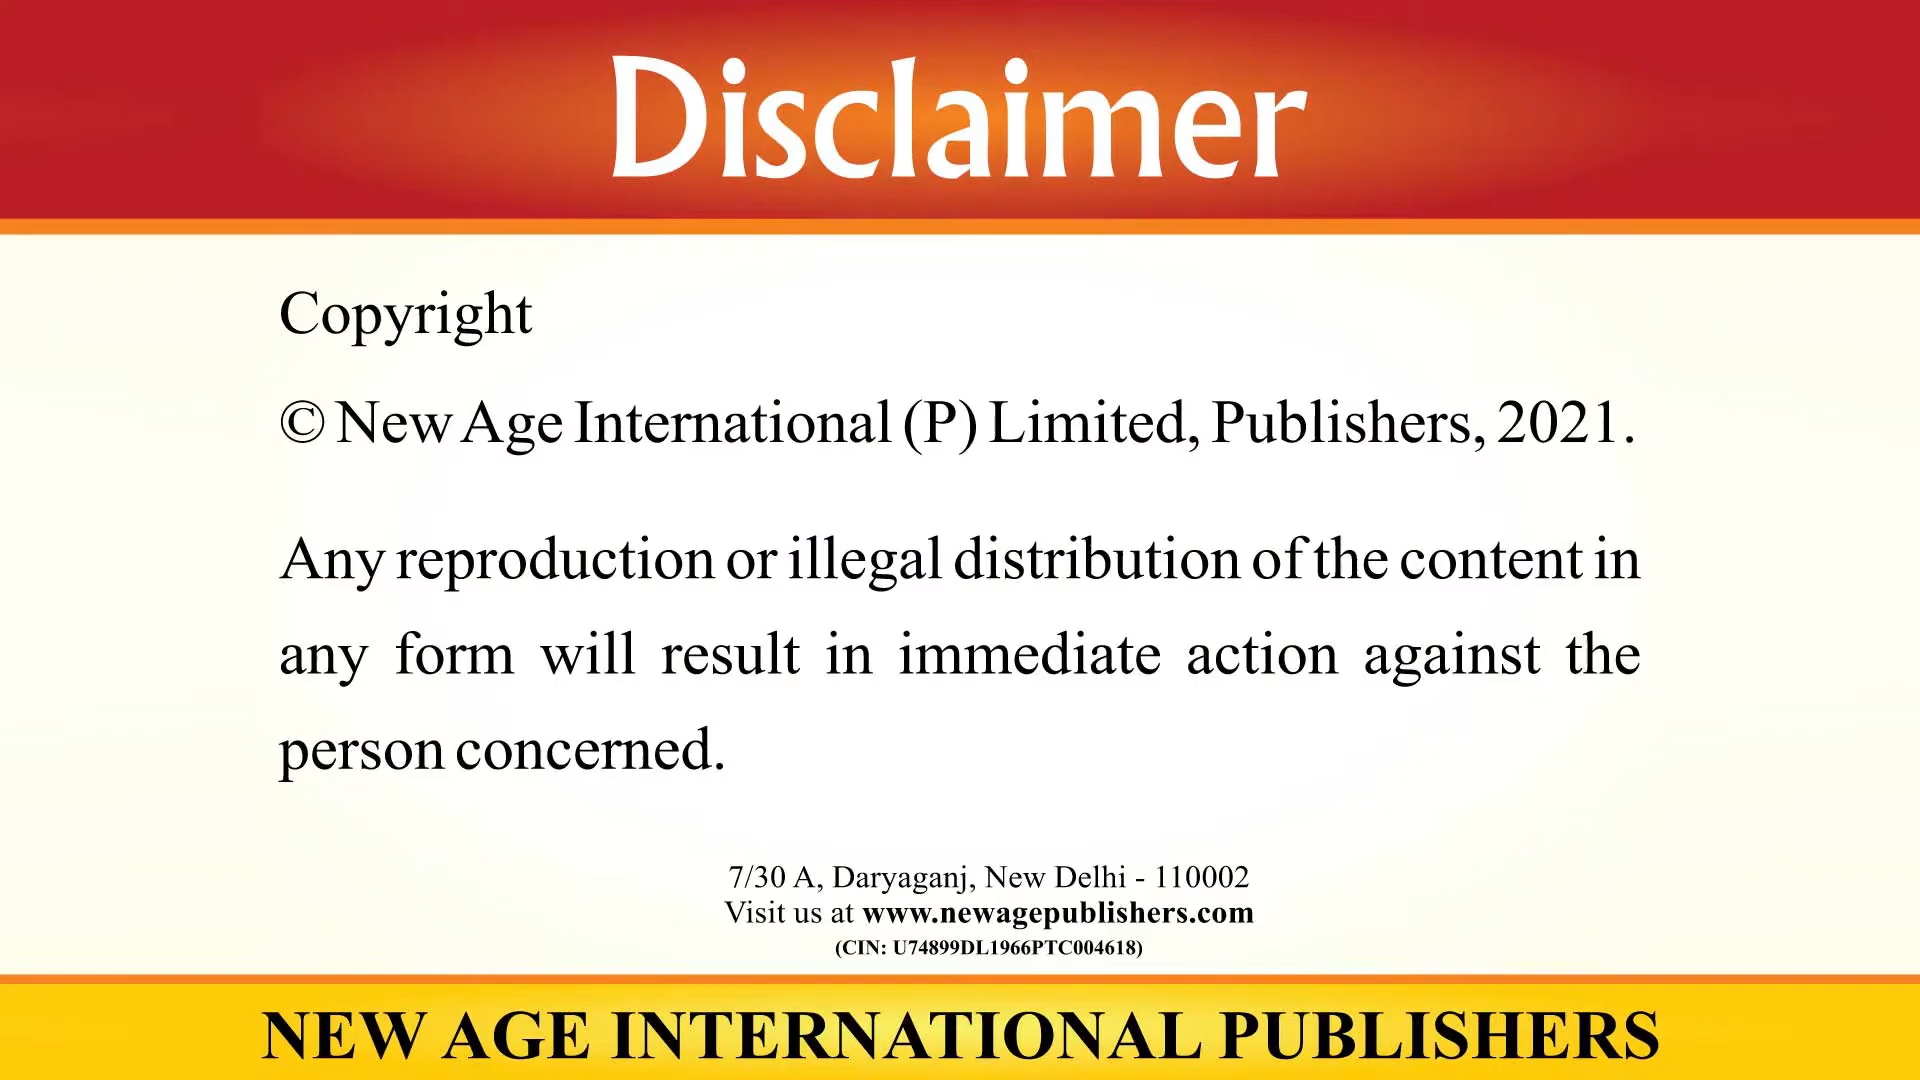 Disclaimer
Copyright
© New Age International (P) Limited, Publishers, 2021.
Any reproduction or illegal distribution of the content in
any form will result in immediate action against the
person concerned.
7/30 A, Daryaganj, New Delhi - 110002
Visit us at www.newagepublishers.com
(CIN: U74899DL1966PTC004618)
NEW AGE INTERNATIONAL PUBLISHERS